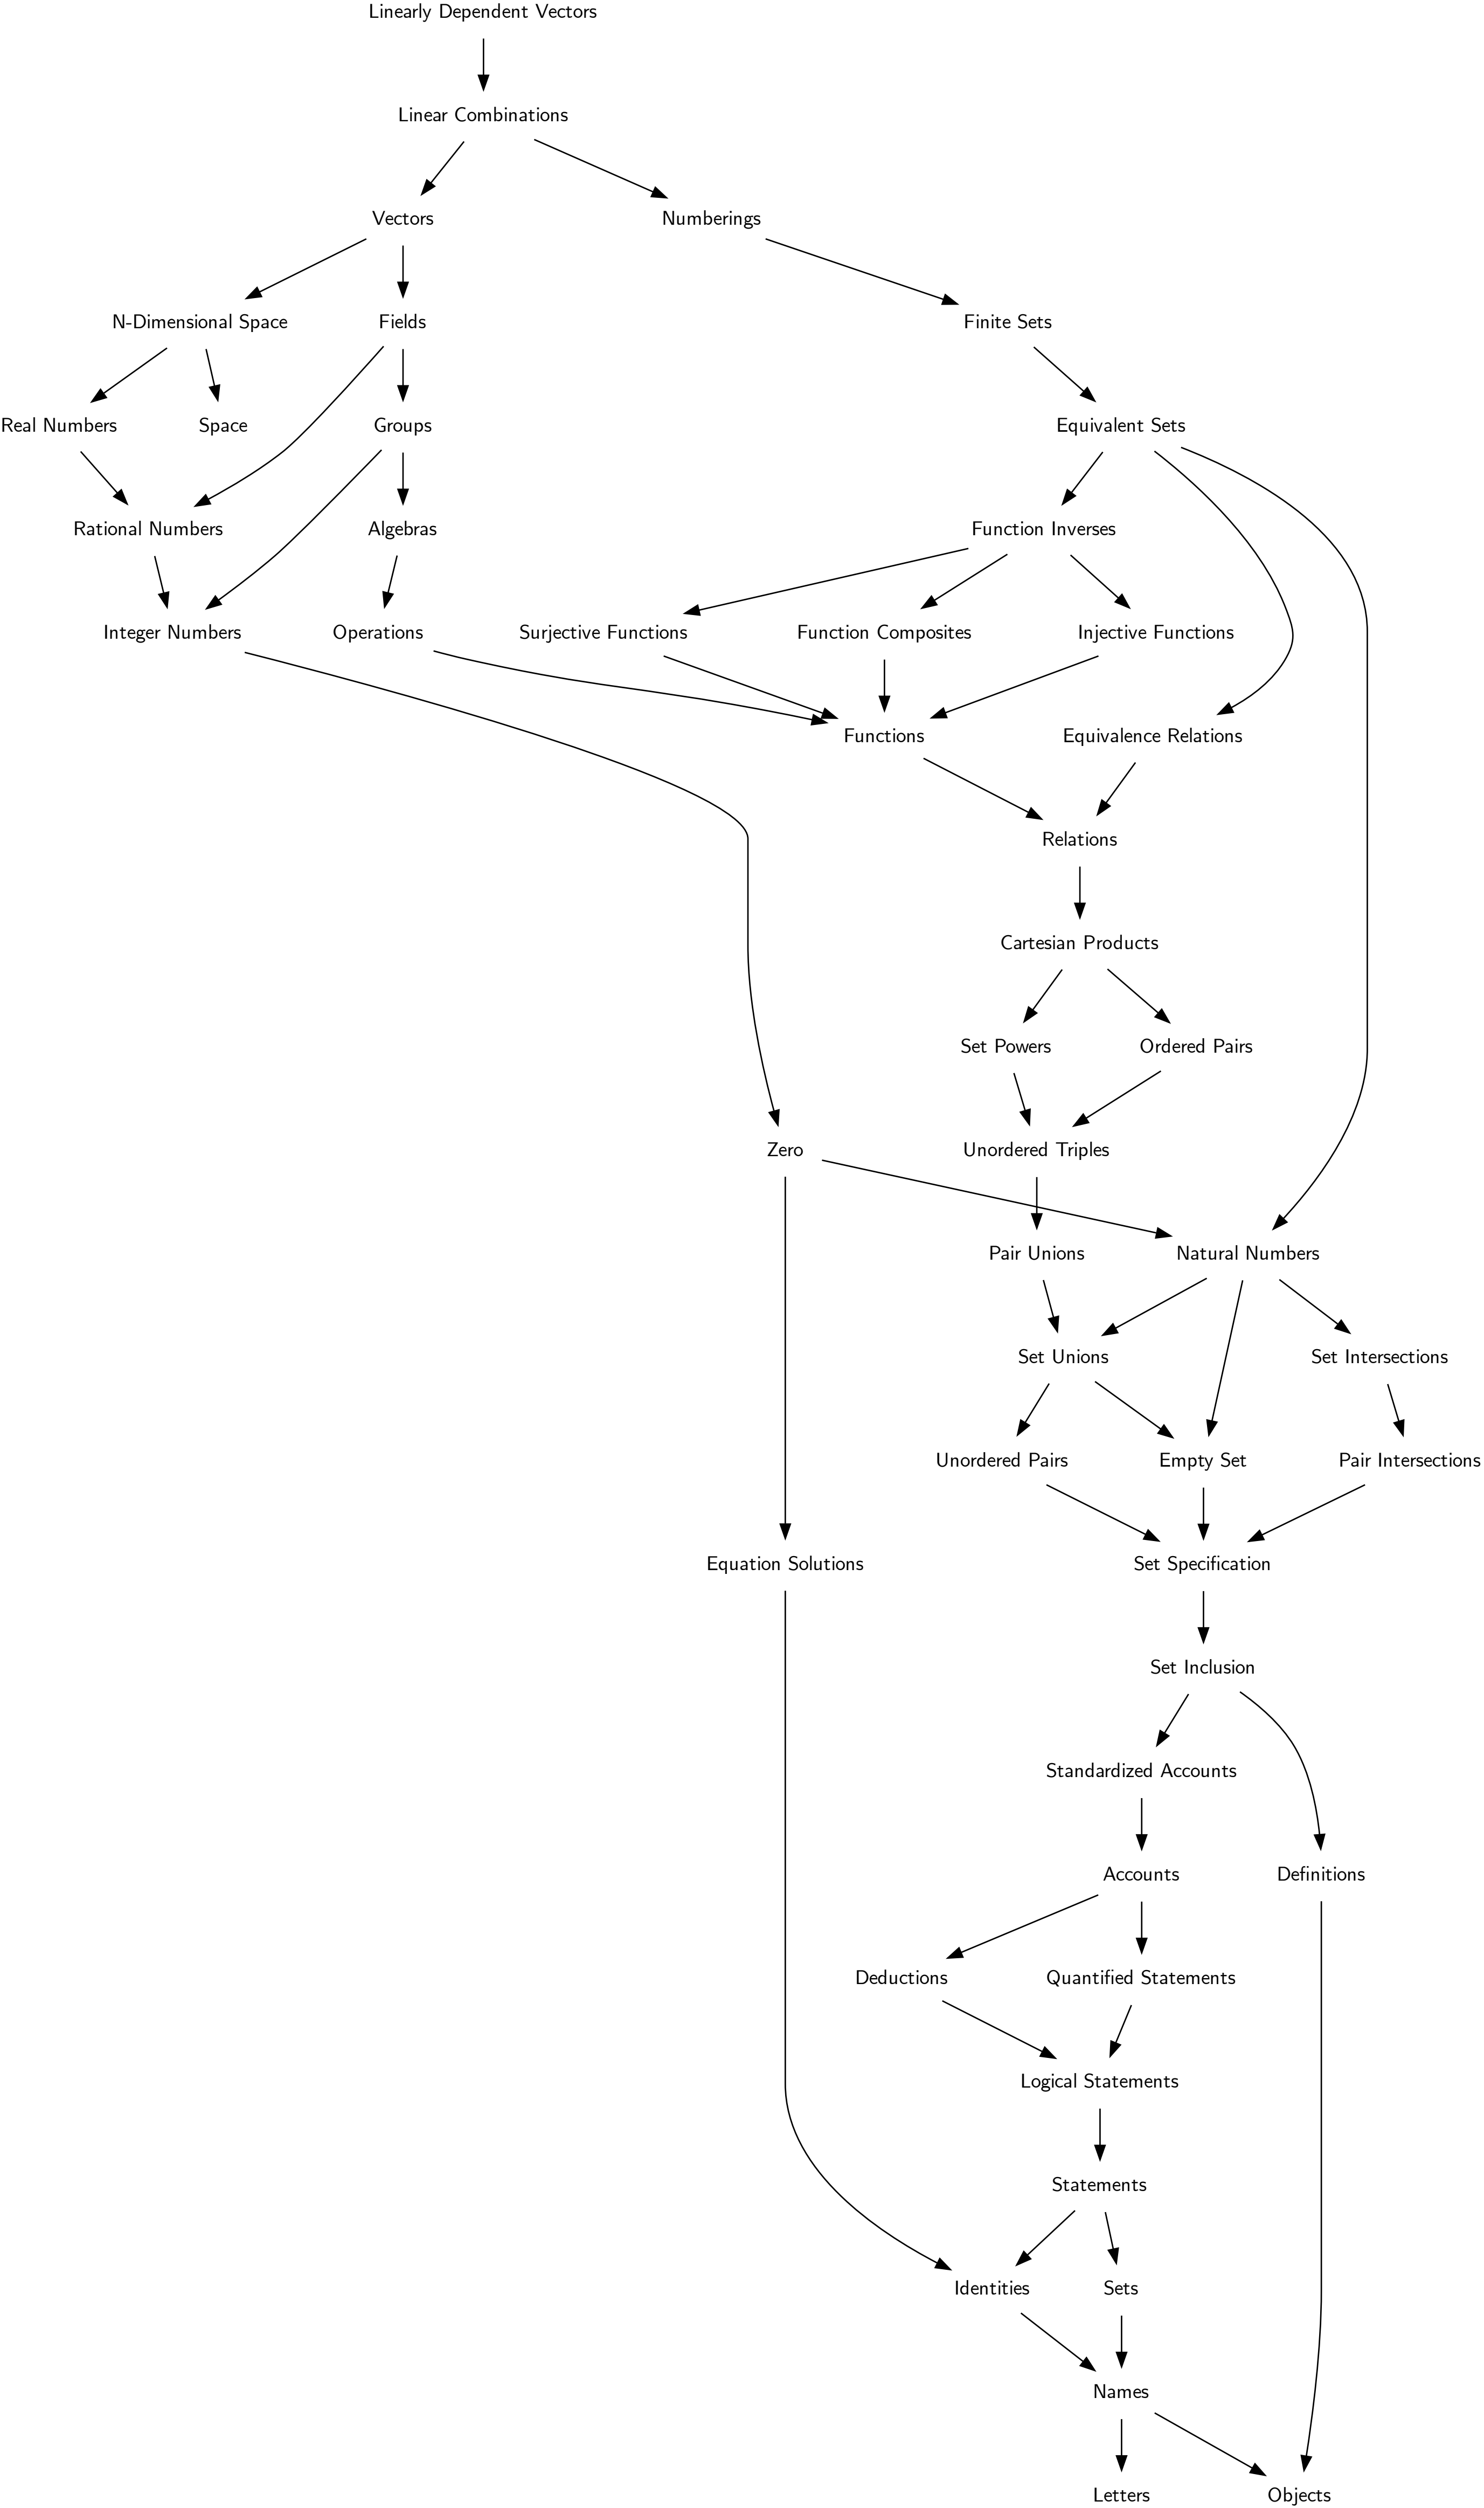 Linearly Dependent Vectors
Linear Combinations
Vectors
Numberings
N-Dimensional Space
Fields
Finite Sets
Real Numbers
Space
Groups
Equivalent Sets
Rational Numbers
Algebras
Function Inverses
Integer Numbers
Operations
Surjective Functions
Function Composites
Injective Functions
Functions
Equivalence Relations
Relations
Cartesian Products
Set Powers
Ordered Pairs
Zero
Unordered Triples
Pair Unions
Natural Numbers
Set Unions
Set Intersections
Unordered Pairs
Empty Set
Pair Intersections
Equation Solutions
Set Specification
Set Inclusion
Standardized Accounts
Accounts
Definitions
Deductions
Quantified Statements
Logical Statements
Statements
Identities
Sets
Names
Letters
Objects